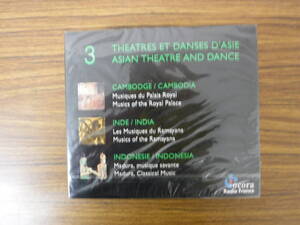 3
THEATRES ET DANSES D'ASIE
ASIAN THEATRE AND DANCE
CAMBODGE / CAMBODIA
Musiques du Palais Royal
Musics of the Royal Palace
INDE / INDIA
Les Musiques du Ramayana
Musics of the Ramayana
INDONESIE / INDONESIA
Madura, musique savante
Madura, Classical Music
ocora
Radio France